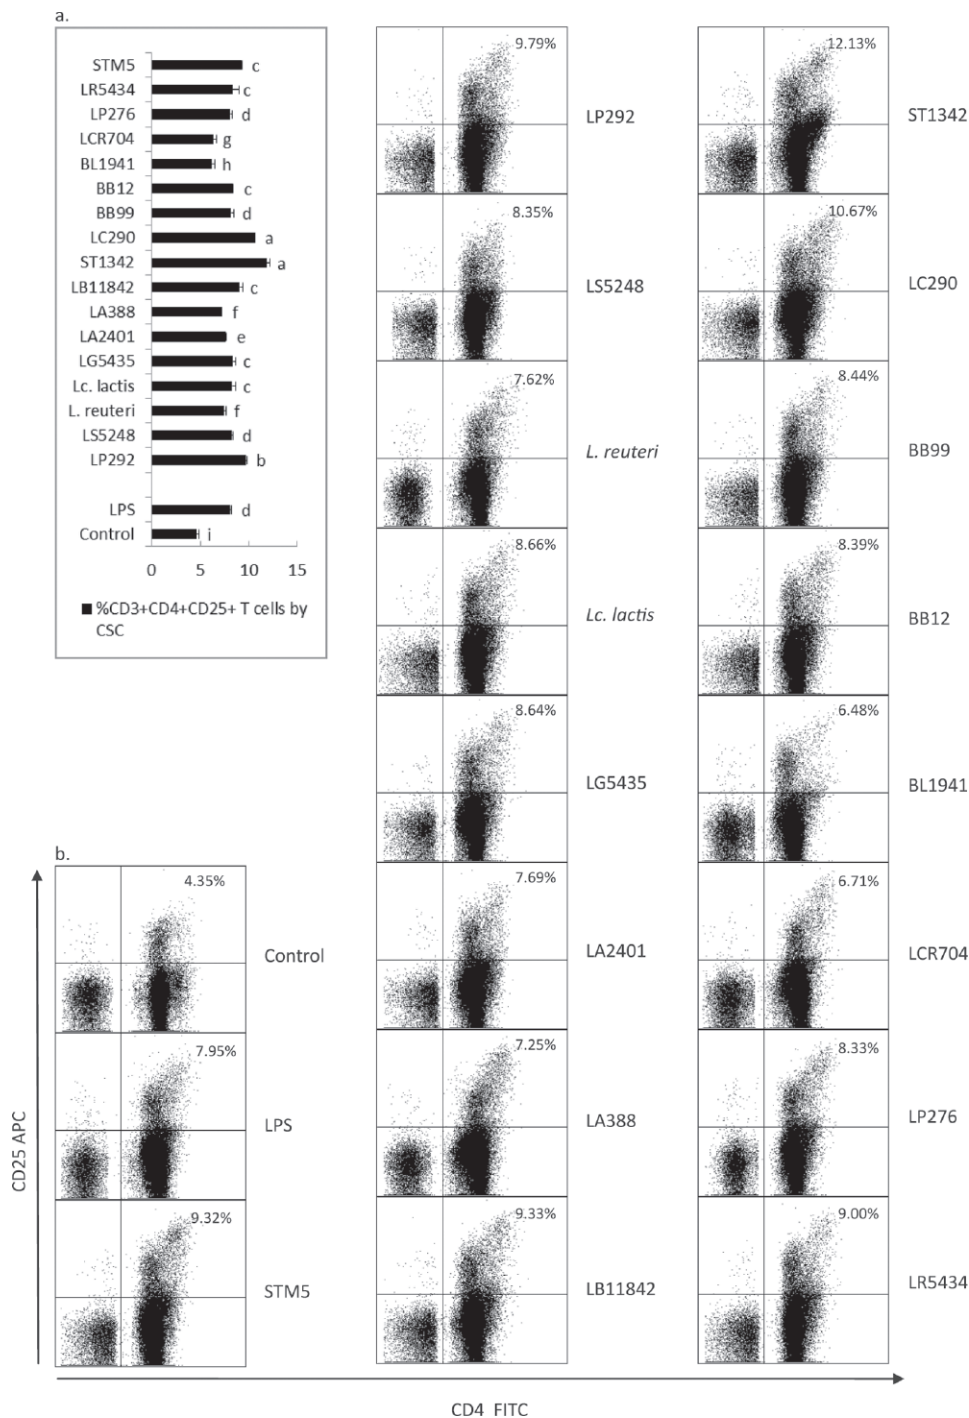 a.
STM5 c
LR5434 c
LP276 d
LCR704 g
BL1941 h
BB12 c
BB99 d
LC290 a
ST1342 a
LB11842 c
LA388 f
LA2401 e
LG5435 c
Lc. lactis c
L. reuteri f
LS5248 d
LP292 b
LPS d
Control i
0 5 10 15
%CD3+CD4+CD25+ T cells by
CSC
b.
4.35%
Control
7.95%
LPS
9.32%
STM5
9.79%
LP292
8.35%
LS5248
7.62%
L. reuteri
8.66%
Lc. lactis
8.64%
LG5435
7.69%
LA2401
7.25%
LA388
9.33%
LB11842
12.13%
ST1342
10.67%
LC290
8.44%
BB99
8.39%
BB12
6.48%
BL1941
6.71%
LCR704
8.33%
LP276
9.00%
LR5434
CD25 APC
CD4 FITC